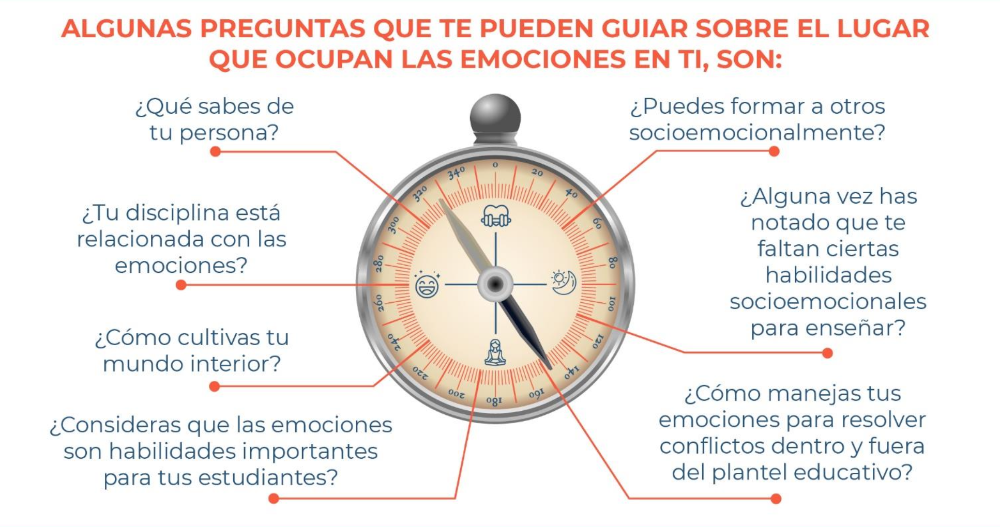 ALGUNAS PREGUNTAS QUE TE PUEDEN GUIAR SOBRE EL LUGAR
QUE OCUPAN LAS EMOCIONES EN TI, SON:
¿Qué sabes de
tu persona?
¿Tu disciplina está
relacionada con las
emociones?
¿Cómo cultivas tu
mundo interior?
¿Consideras que las emociones
son habilidades importantes
para tus estudiantes?
¿Puedes formar a otros
socioemocionalmente?
¿Alguna vez has
notado que te
faltan ciertas
habilidades
socioemocionales
para enseñar?
¿Cómo manejas tus
emociones para resolver
conflictos dentro y fuera
del plantel educativo?
0
20
40
60
80
100
120
140
160
180
200
220
240
260
280
300
320
340